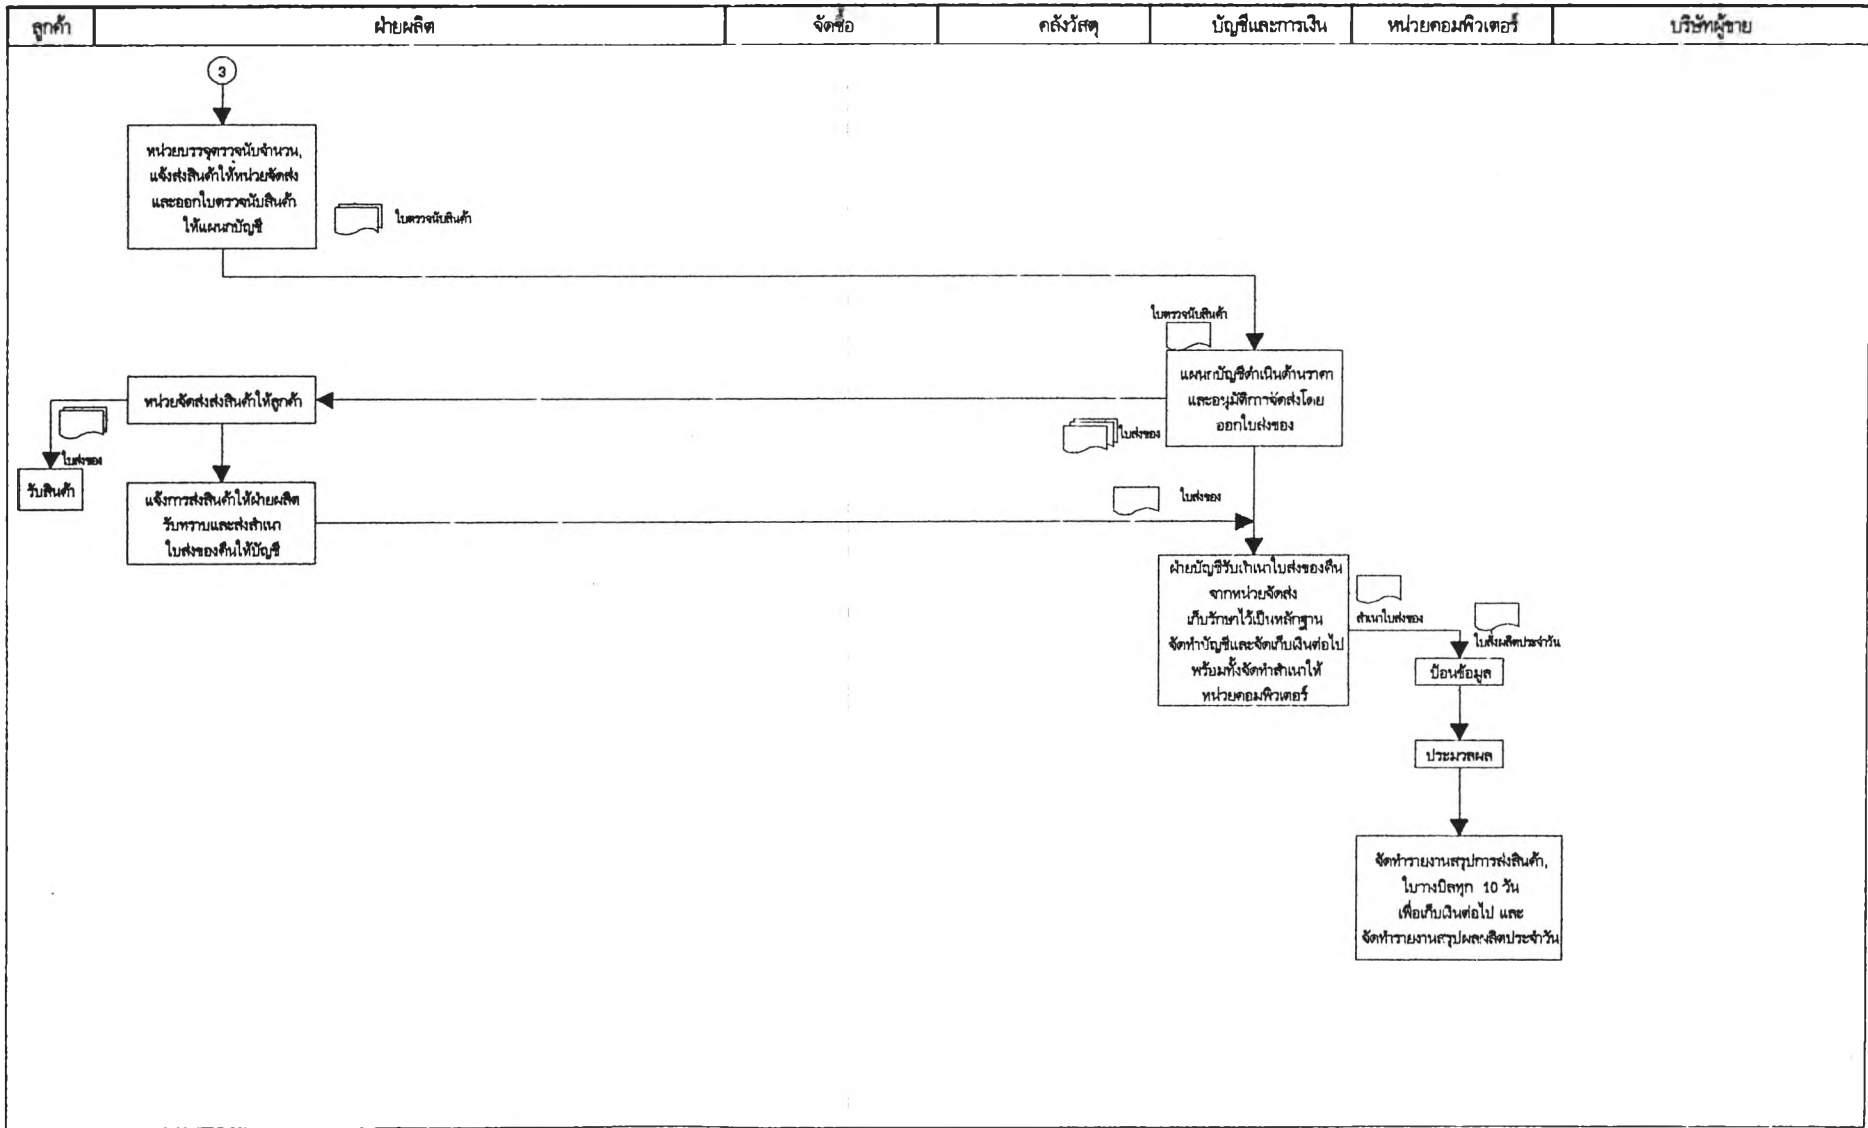 ลูกค้า
ฝ่ายผลิต
จัดซื้อ
คลังวัสดุ
บัญชีและการเงิน
หน่วยคอมพิวเตอร์
บริษัทผู้ขาย
3
หน่วยบรรจุตรวจนับจำนวน,
แจ้งส่งสินค้าให้หน่วยจัดส่ง
และออกใบตรวจนับสินค้า
ให้แผนกบัญชี
ใบตรวจนับสินค้า
ใบตรวจนับสินค้า
แผนกบัญชีดำเนินด้านราคา
และอนุมัติการจัดส่งโดย
ออกใบส่งของ
หน่วยจัดส่งส่งสินค้าให้ลูกค้า
ใบส่งของ
ใบส่งของ
รับสินค้า
แจ้งการส่งสินค้าให้ฝ่ายผลิต
รับทราบและส่งสำเนา
ใบส่งของคืนให้บัญชี
ใบส่งของ
ฝ่ายบัญชีรับสำเนาใบส่งของคืน
จากหน่วยจัดส่ง
เก็บรักษาไว้เป็นหลักฐาน
จัดทำบัญชีและจัดเก็บเงินต่อไป
พร้อมทั้งจัดทำสำเนาให้
หน่วยคอมพิวเตอร์
สำเนาใบส่งของ
ใบสั่งผลิตประจำวัน
ป้อนข้อมูล
ประมวลผล
จัดทำรายงานสรุปการส่งสินค้า,
ใบวางบิลทุก 10 วัน
เพื่อเก็บเงินต่อไป และ
จัดทำรายงานสรุปผลผลิตประจำวัน